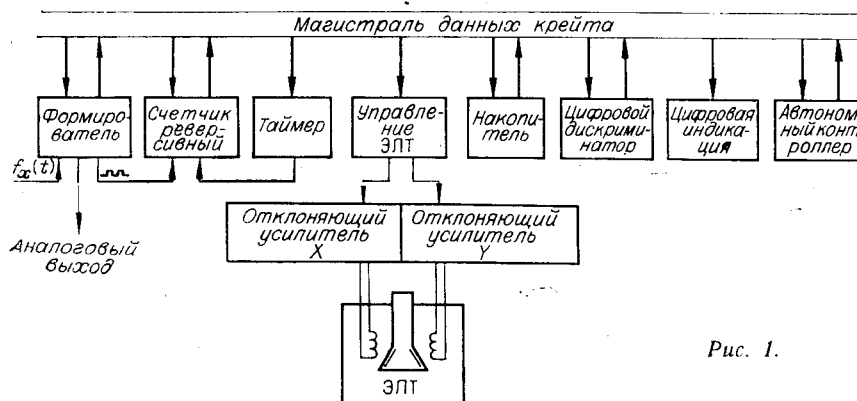 Магистраль данных крейта
Формиро-
ватель
Счетчик
ревер-
сивный
Таймер
Управле-
ние
ЭЛТ
Накопи-
тель
Цифровой
дискрими-
натор
Цифровая
индика-
ция
Автоном-
ный конт-
роллер
fx(t)
Аналоговый
выход
Отклоняющий
усилитель
X
Отклоняющий
усилитель
Y
ЭЛТ
Рис. 1.